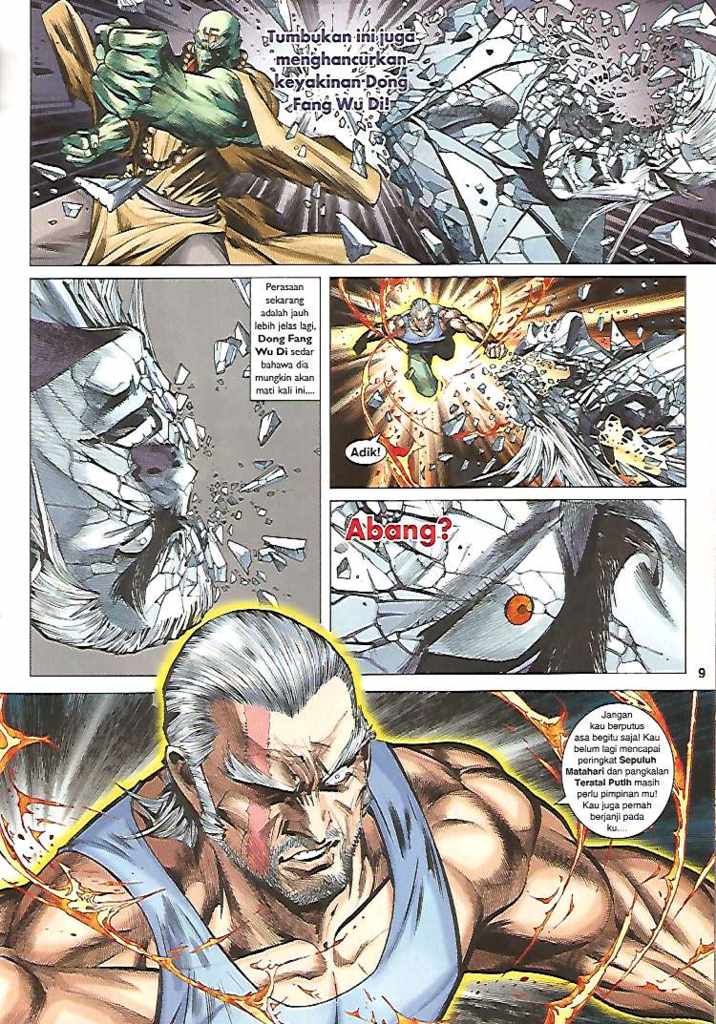 Tumbukan ini juga
menghancurkan
keyakinan Dong
Fang Wu Di!
Perasaan
sekarang
adalah jauh
lebih jelas lagi,
Dong Fang
Wu Di sedar
bahawa dia
mungkin akan
mati kali ini....
Adik!
Abang?
9
Jangan
kau berputus
asa begitu saja! Kau
belum lagi mencapai
peringkat Sepuluh
Matahari dan pangkalan
Teratai Putih masih
perlu pimpinan mu!
Kau juga pernah
berjanji padaku
ku....